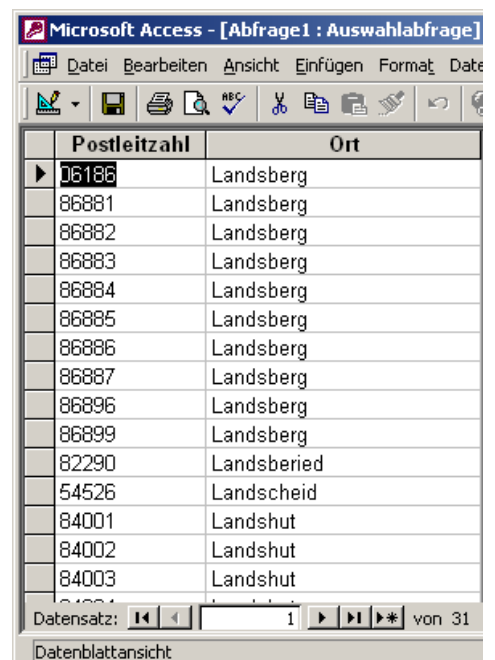 Microsoft Access - [Abfrage1 : Auswahlabfrage]
Datei Bearbeiten Ansicht Einfügen Format Date
ABC
Postleitzahl Ort
06186 Landsberg
86881 Landsberg
86882 Landsberg
86883 Landsberg
86884 Landsberg
86885 Landsberg
86886 Landsberg
86887 Landsberg
86896 Landsberg
86899 Landsberg
82290 Landsberied
54526 Landscheid
84001 Landshut
84002 Landshut
84003 Landshut
Datensatz: 1 von 31
Datenblattansicht